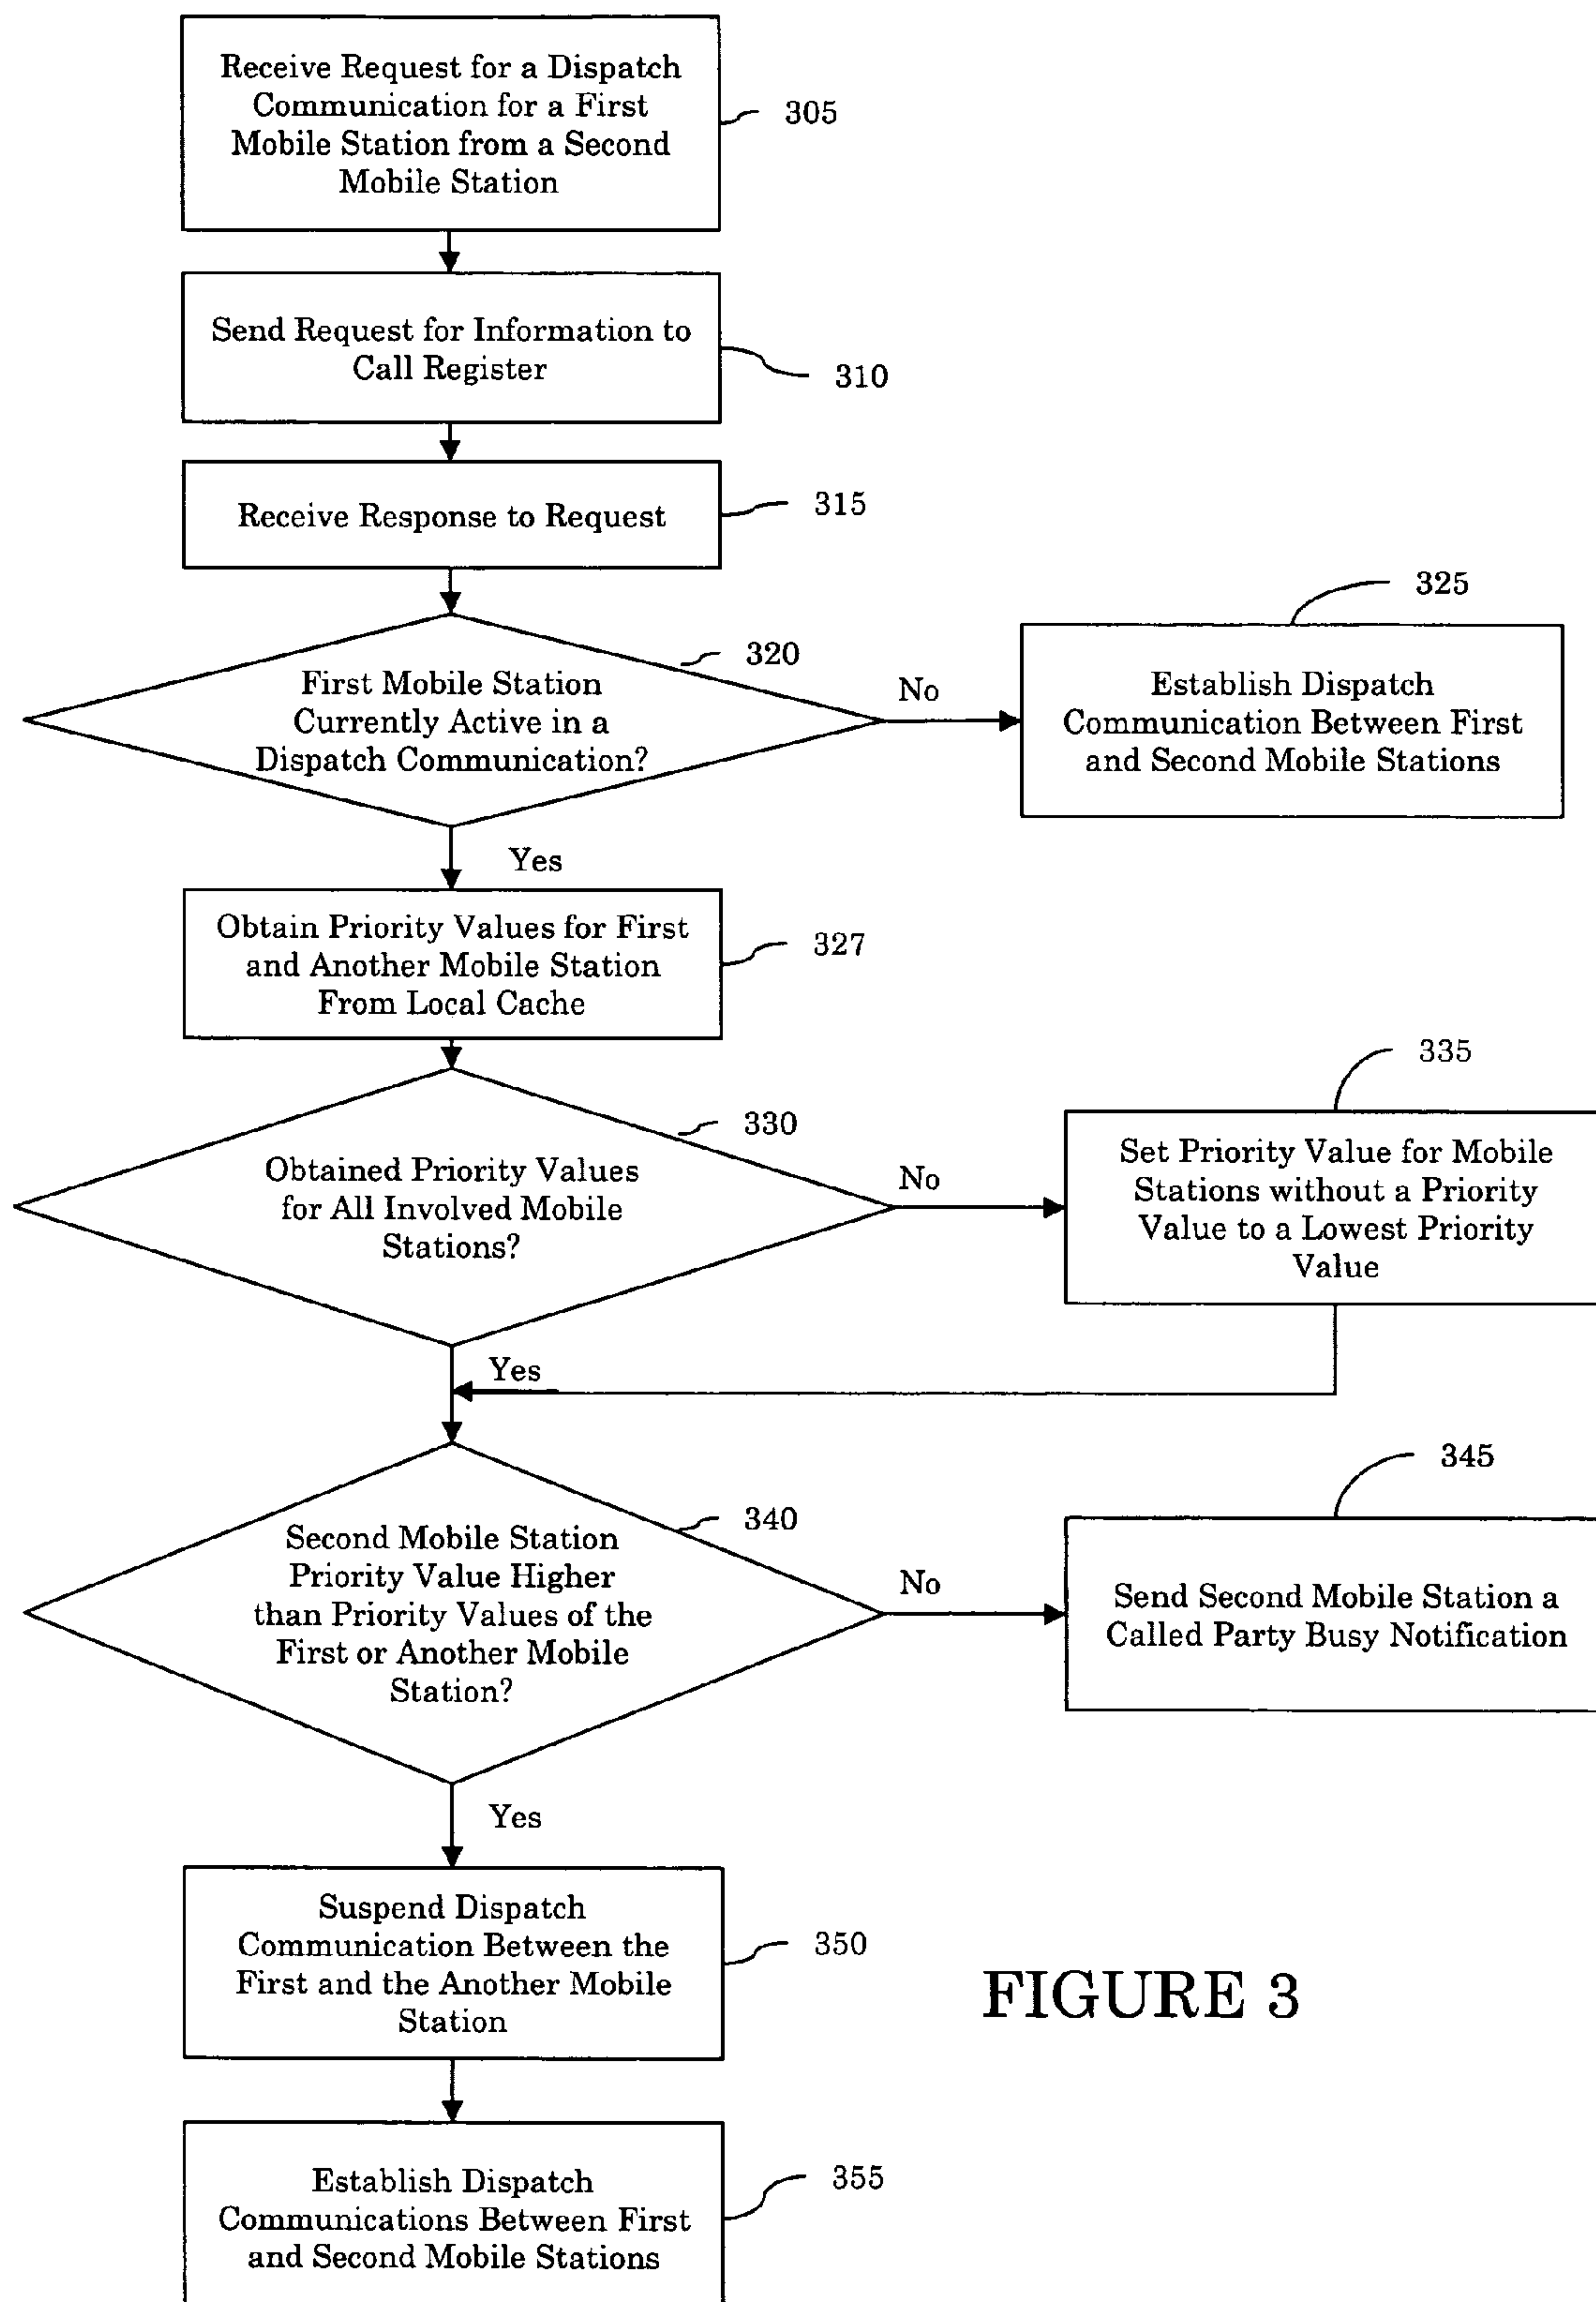 Receive Request for a Dispatch
Communication for a First
Mobile Station from a Second
Mobile Station
305
Send Request for Information to
Call Register
310
Receive Response to Request
315
First Mobile Station
Currently Active in a
Dispatch Communication?
320
No
325
Establish Dispatch
Communication Between First
and Second Mobile Stations
Yes
Obtain Priority Values for First
and Another Mobile Station
From Local Cache
327
Obtained Priority Values
for All Involved Mobile
Stations?
330
No
335
Set Priority Value for Mobile
Stations without a Priority
Value to a Lowest Priority
Value
Yes
Second Mobile Station
Priority Value Higher
than Priority Values of the
First or Another Mobile
Station?
340
No
345
Send Second Mobile Station a
Called Party Busy Notification
Yes
Suspend Dispatch
Communication Between the
First and the Another Mobile
Station
350
FIGURE 3
Establish Dispatch
Communications Between First
and Second Mobile Stations
355